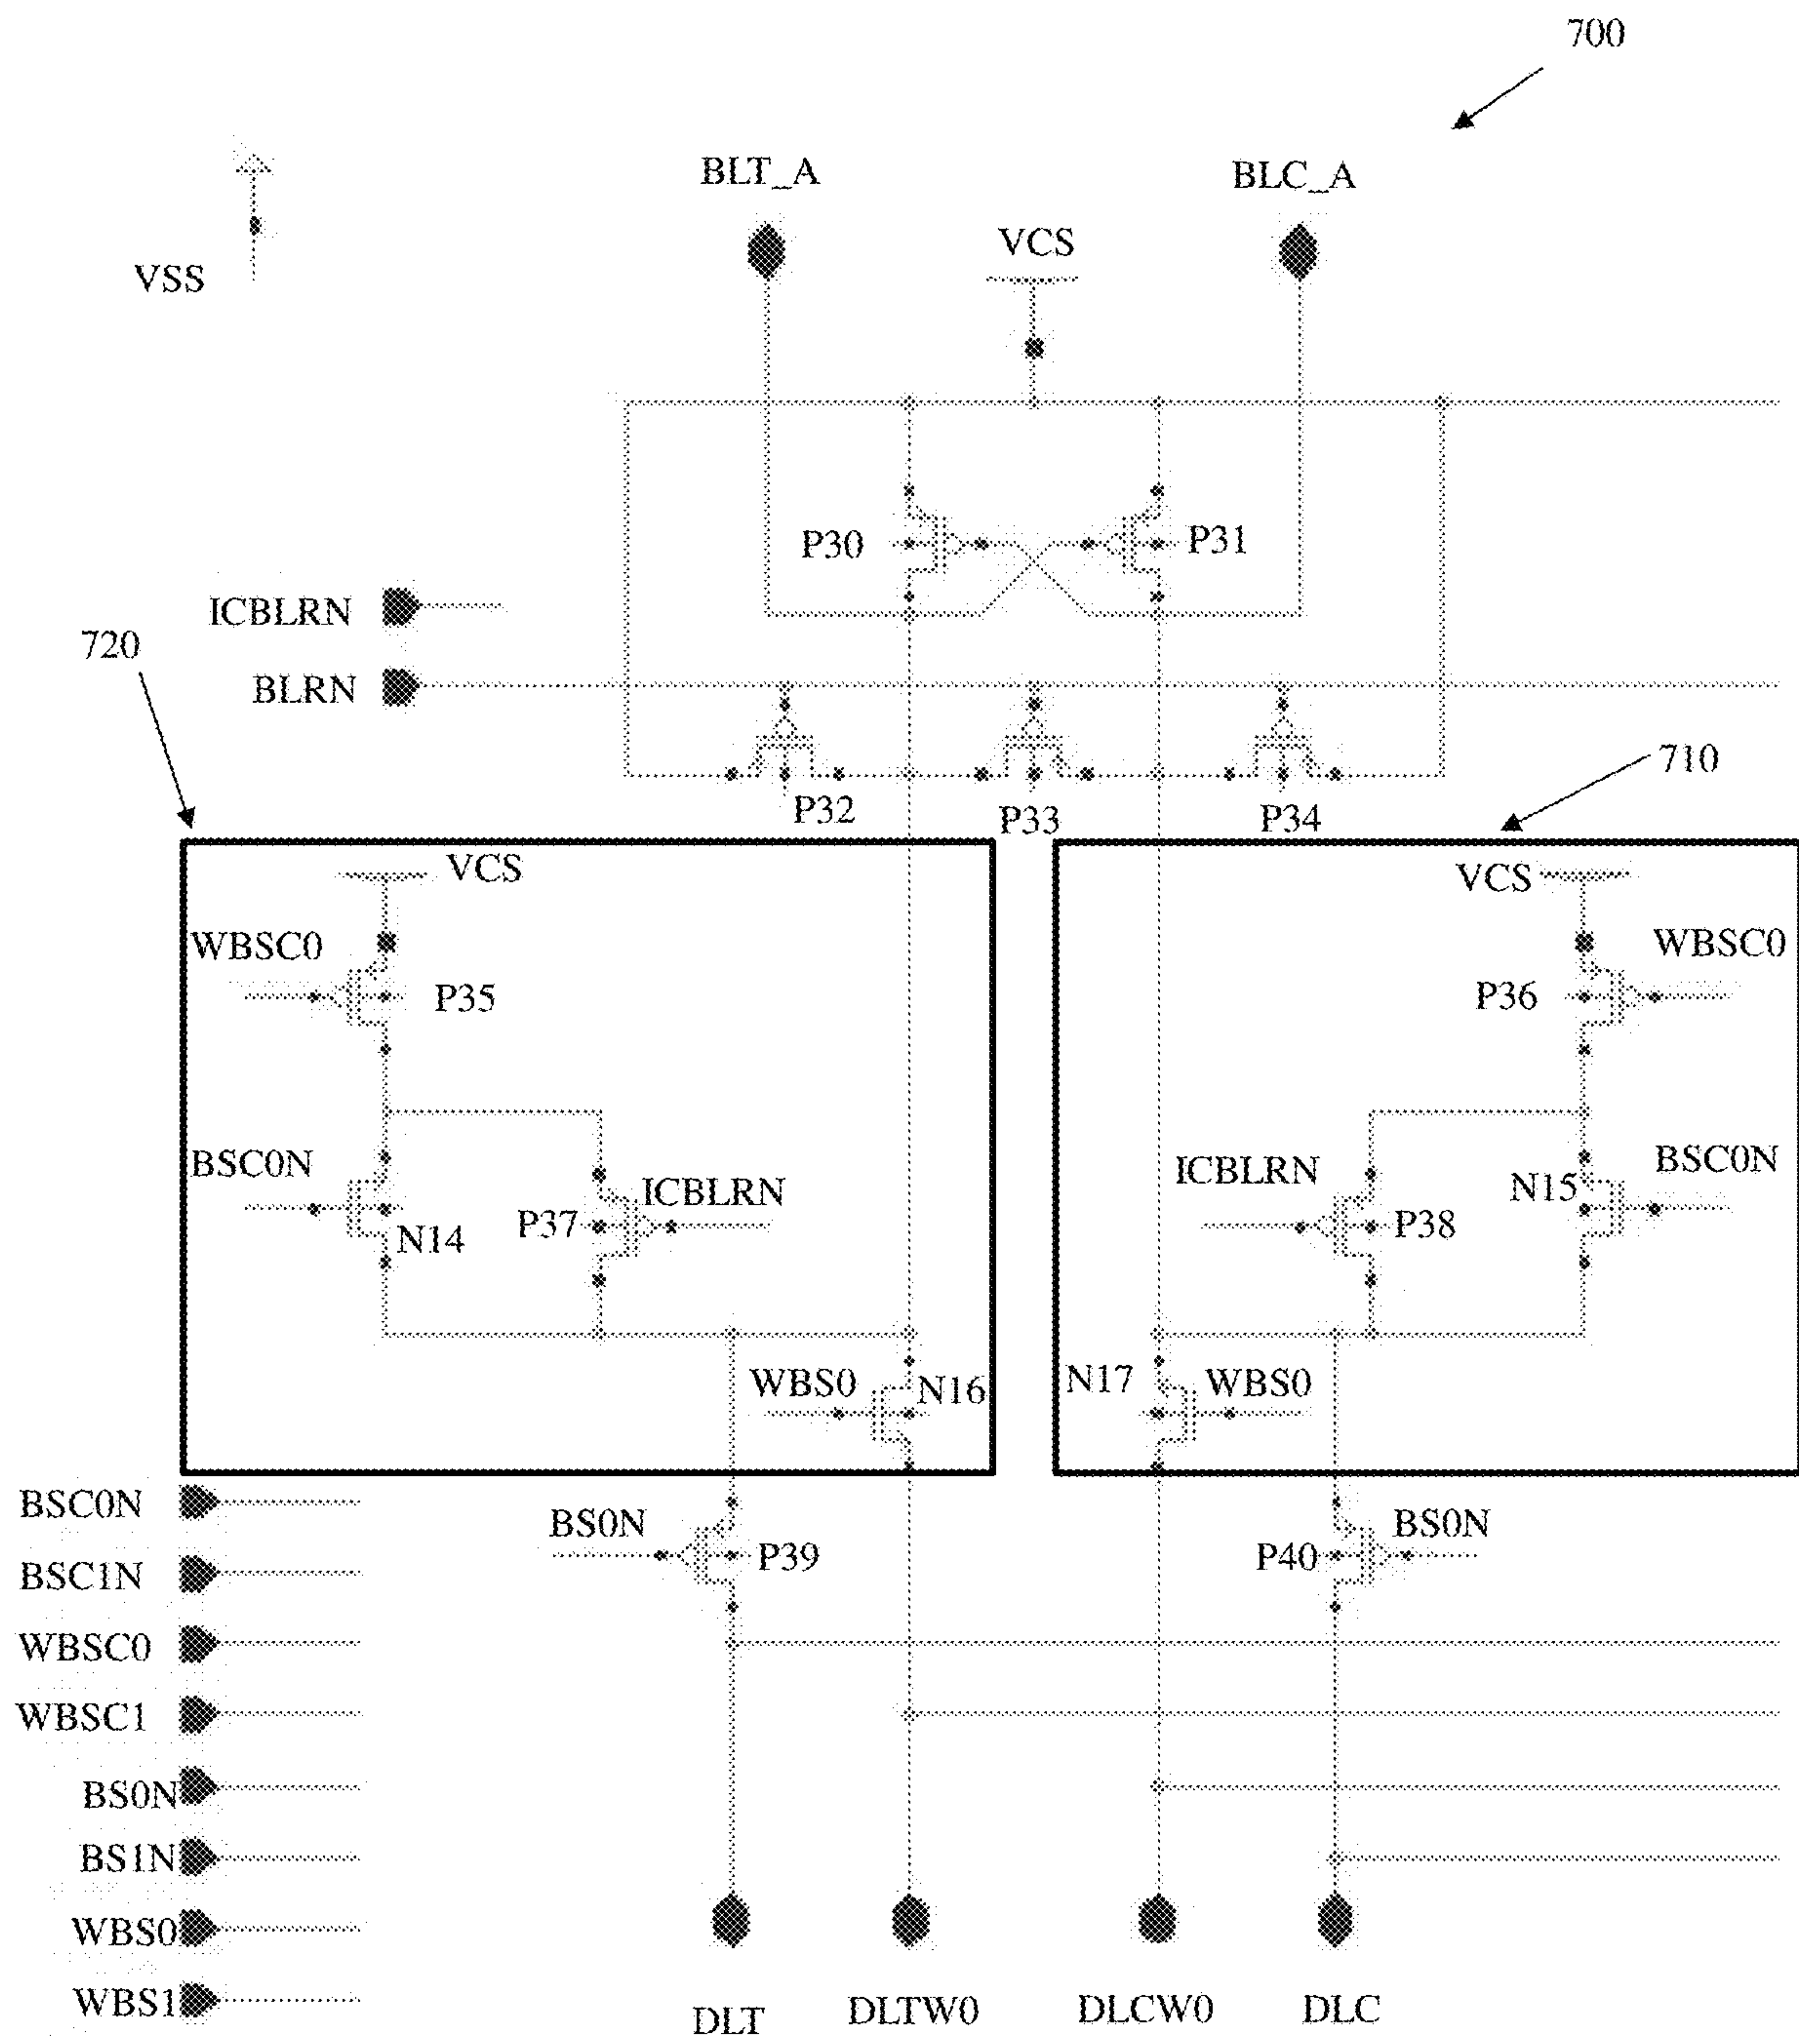 700
BLT_A
BLC_A
VCS
VSS
P30
P31
ICBLRN
720
BLRN
710
P32
P33
P34
VCS
VCS
WBSC0
WBSC0
P35
P36
BSC0N
ICBLRN
P37
N14
ICBLRN
P38
N15
BSC0N
WBS0
N16
N17
WBS0
BSC0N
BS0N
P39
P40
BS0N
BSC1N
WBSC0
WBSC1
BS0N
BS1N
WBS0
WBS1
DLT
DLTW0
DLCW0
DLC